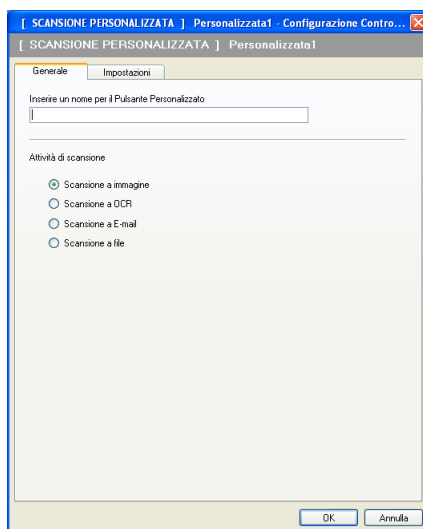 [ SCANSIONE PERSONALIZZATA ] Personalizzata1 - Configurazione Contro...
[ SCANSIONE PERSONALIZZATA ] Personalizzata1
Generale Impostazioni
Inserire un nome per il Pulsante Personalizzato
Attività di scansione
Scansione a immagine
Scansione a OCR
Scansione a E-mail
Scansione a file
OK Annulla